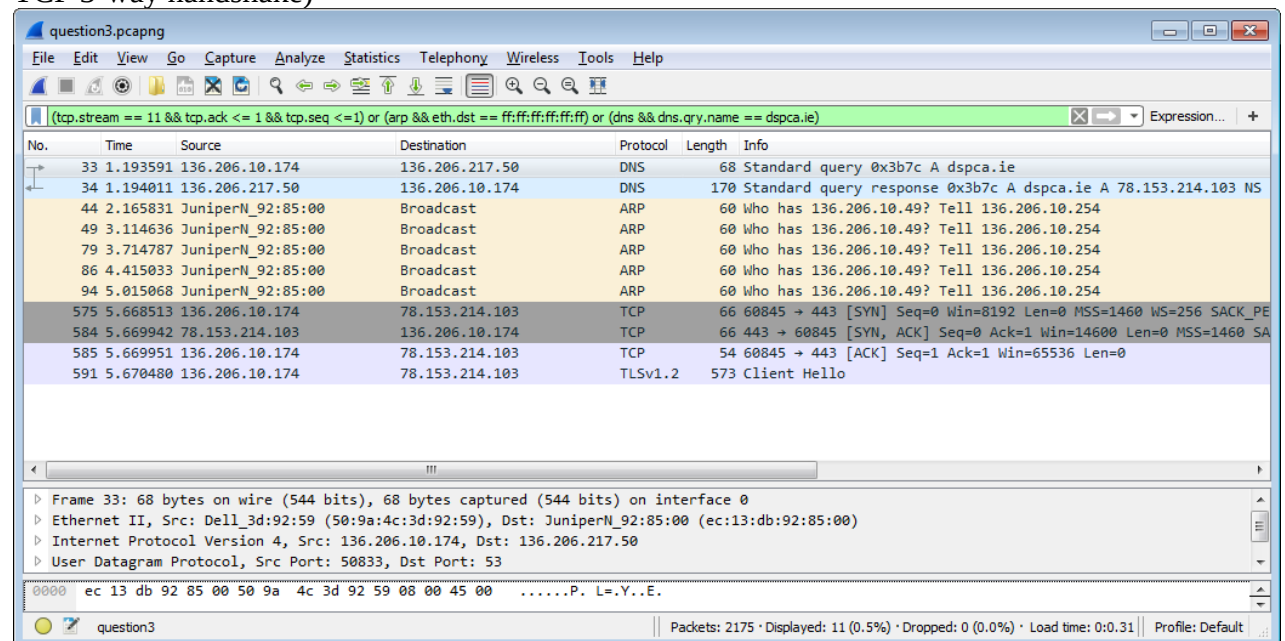 TCP 3-way handshake)
question3.pcapng
File Edit View Go Capture Analyze Statistics Telephony Wireless Tools Help
(tcp.stream == 11 && tcp.ack <= 1 && tcp.seq <=1) or (arp && eth.dst == ff:ff:ff:ff:ff:ff) or (dns && dns.qry.name == dspca.ie) Expression... +
No. Time Source Destination Protocol Length Info
33 1.193591 136.206.10.174 136.206.217.50 DNS 68 Standard query 0x3b7c A dspca.ie
34 1.194011 136.206.217.50 136.206.10.174 DNS 170 Standard query response 0x3b7c A dspca.ie A 78.153.214.103 NS
44 2.165831 JuniperN_92:85:00 Broadcast ARP 60 Who has 136.206.10.49? Tell 136.206.10.254
49 3.114636 JuniperN_92:85:00 Broadcast ARP 60 Who has 136.206.10.49? Tell 136.206.10.254
79 3.714787 JuniperN_92:85:00 Broadcast ARP 60 Who has 136.206.10.49? Tell 136.206.10.254
86 4.415033 JuniperN_92:85:00 Broadcast ARP 60 Who has 136.206.10.49? Tell 136.206.10.254
94 5.015068 JuniperN_92:85:00 Broadcast ARP 60 Who has 136.206.10.49? Tell 136.206.10.254
575 5.668513 136.206.10.174 78.153.214.103 TCP 66 60845 → 443 [SYN] Seq=0 Win=8192 Len=0 MSS=1460 WS=256 SACK_PE
584 5.669942 78.153.214.103 136.206.10.174 TCP 66 443 → 60845 [SYN, ACK] Seq=0 Ack=1 Win=14600 Len=0 MSS=1460 SA
585 5.669951 136.206.10.174 78.153.214.103 TCP 54 60845 → 443 [ACK] Seq=1 Ack=1 Win=65536 Len=0
591 5.670480 136.206.10.174 78.153.214.103 TLSv1.2 573 Client Hello
Frame 33: 68 bytes on wire (544 bits), 68 bytes captured (544 bits) on interface 0
Ethernet II, Src: Dell_3d:92:59 (50:9a:4c:3d:92:59), Dst: JuniperN_92:85:00 (ec:13:db:92:85:00)
Internet Protocol Version 4, Src: 136.206.10.174, Dst: 136.206.217.50
User Datagram Protocol, Src Port: 50833, Dst Port: 53
0000 ec 13 db 92 85 00 50 9a 4c 3d 92 59 08 00 45 00 ......P. L=.Y..E.
question3 Packets: 2175 · Displayed: 11 (0.5%) · Dropped: 0 (0.0%) · Load time: 0:0.31 Profile: Default